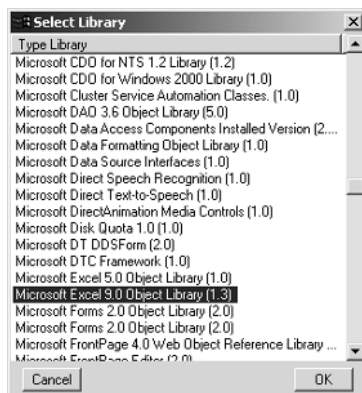 Select Library
Type Library
Microsoft CDO for NTS 1.2 Library (1.2)
Microsoft CDO for Windows 2000 Library (1.0)
Microsoft Cluster Service Automation Classes. (1.0)
Microsoft DAO 3.6 Object Library (5.0)
Microsoft Data Access Components Installed Version (2....
Microsoft Data Formatting Object Library (1.0)
Microsoft Data Source Interfaces (1.0)
Microsoft Direct Speech Recognition (1.0)
Microsoft Direct Text-to-Speech (1.0)
Microsoft DirectAnimation Media Controls (1.0)
Microsoft Disk Quota 1.0 (1.0)
Microsoft DT DDSForm (2.0)
Microsoft DTC Framework (1.0)
Microsoft Excel 5.0 Object Library (1.0)
Microsoft Excel 9.0 Object Library (1.3)
Microsoft Forms 2.0 Object Library (2.0)
Microsoft Forms 2.0 Object Library (2.0)
Microsoft FrontPage 4.0 Web Object Reference Library ...
Microsoft FrontPage Editor (2.0)
Cancel OK